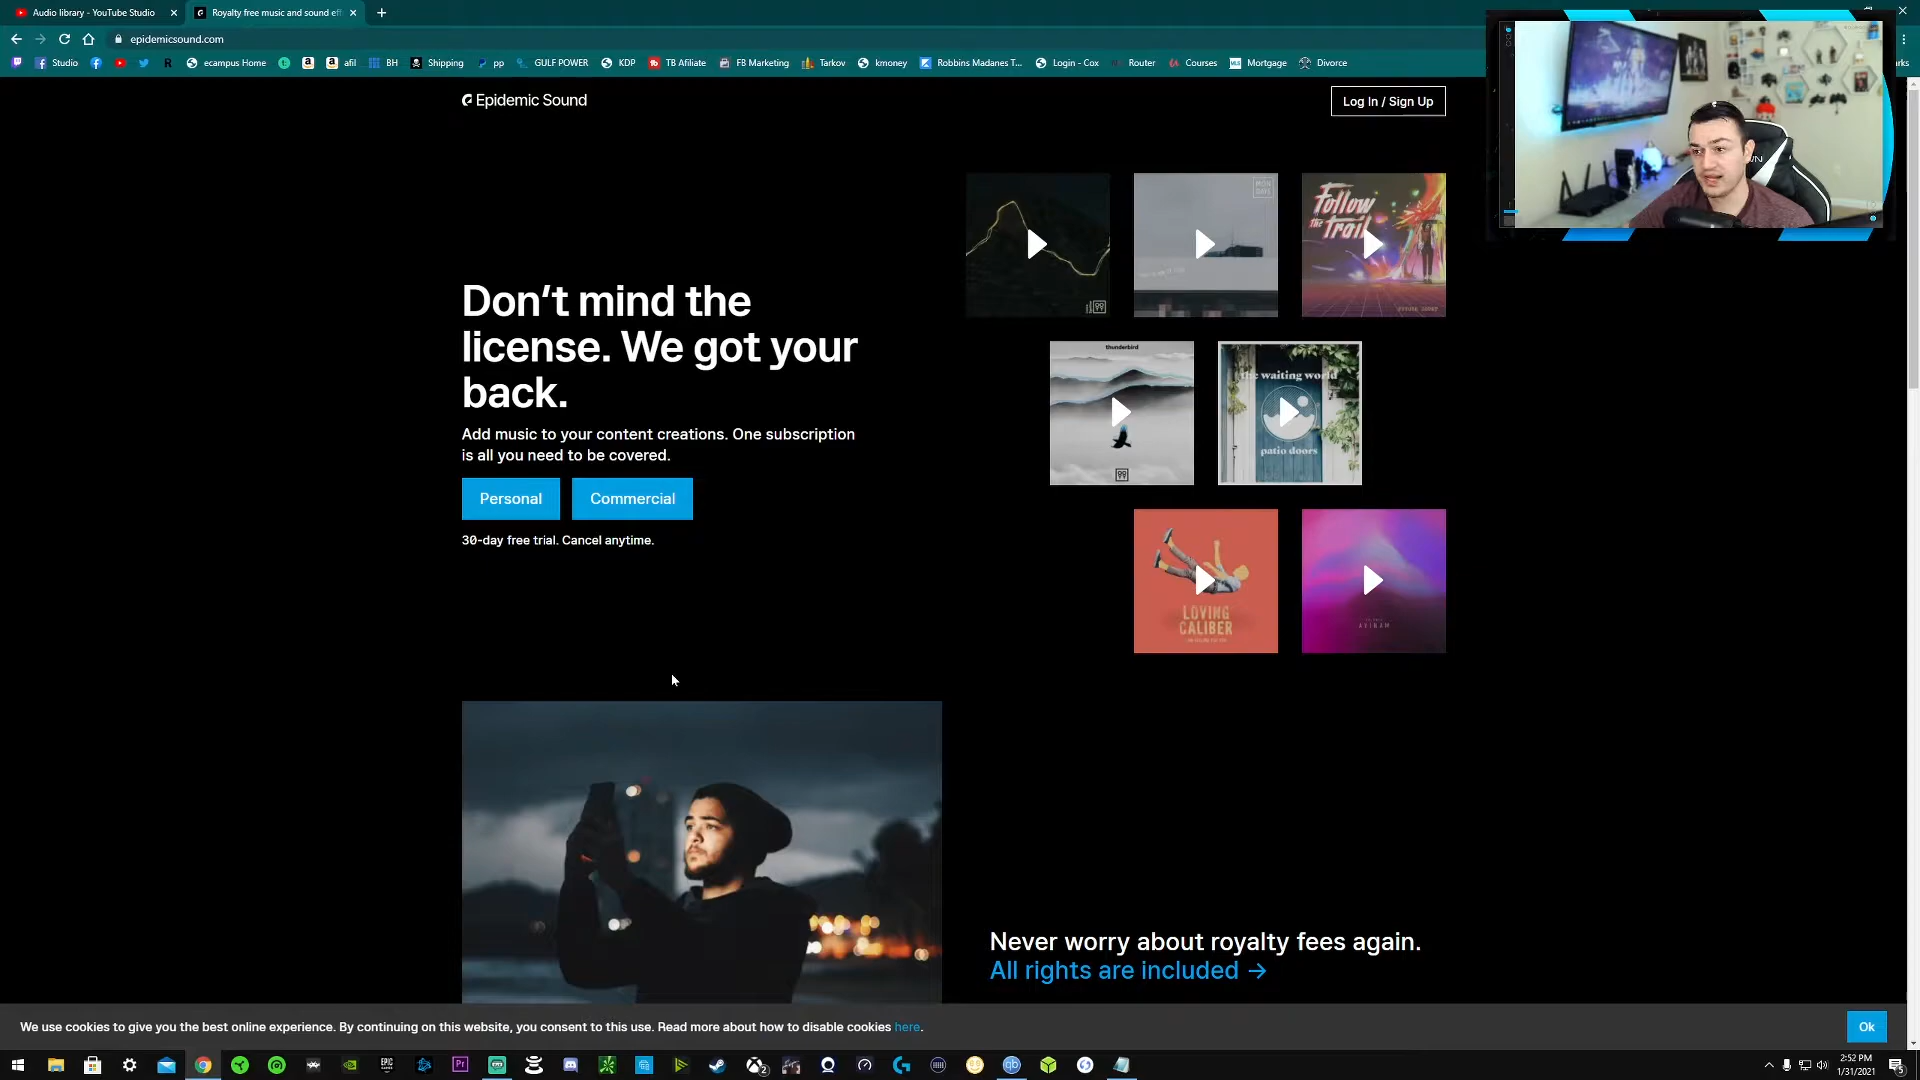 Audio library - YouTube Studio
Royalty free music and sound eff
epidemicsound.com
Studio
ecampus Home
afil
BH
Shipping
pp
GULF POWER
KDP
TB Afiliate
FB Marketing
Tarkov
kmoney
Robbins Madanes T...
Login - Cox
Router
Courses
Mortgage
Divorce
Epidemic Sound
Log In / Sign Up
Follow
the Trail
Don't mind the
license. We got your
back.
Add music to your content creations. One subscription
is all you need to be covered.
Personal
Commercial
30-day free trial. Cancel anytime.
thunderbird
the waiting world
patio doors
LOVING
CALIBER
Never worry about royalty fees again.
All rights are included →
We use cookies to give you the best online experience. By continuing on this website, you consent to this use. Read more about how to disable cookies here.
Ok
2:52 PM
1/31/2021